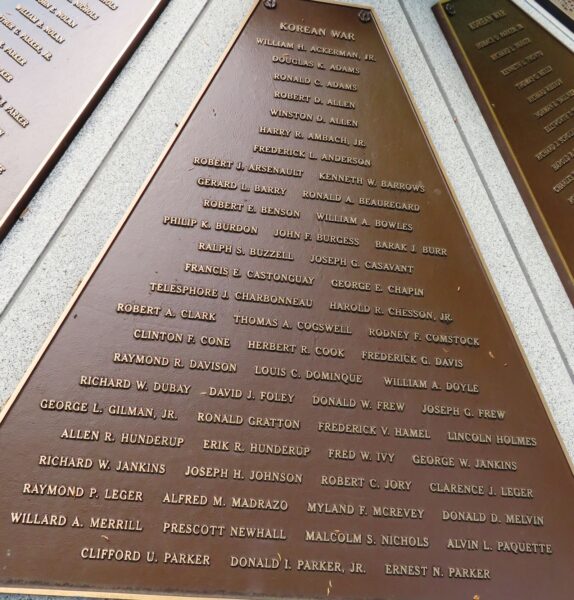 KOREAN WAR
WILLIAM H. ACKERMAN, JR.
DOUGLAS K. ADAMS
RONALD C. ADAMS
ROBERT D. ALLEN
WINSTON D. ALLEN
HARRY R. AMBACH, JR.
FREDERICK L. ANDERSON
ROBERT J. ARSENAULT KENNETH W. BARROWS
GERARD L. BARRY RONALD A. BEAUREGARD
ROBERT E. BENSON WILLIAM A. BOWLES
PHILIP K. BURDON JOHN F. BURGESS BARAK J. BURR
RALPH S. BUZZELL JOSEPH G. CASAVANT
FRANCIS E. CASTONGUAY GEORGE E. CHAPIN
TELESPHORE J. CHARBONNEAU HAROLD R. CHESSON, JR.
ROBERT A. CLARK THOMAS A. COGSWELL RODNEY F. COMSTOCK
CLINTON F. CONE HERBERT R. COOK FREDERICK G. DAVIS
RAYMOND R. DAVISON LOUIS C. DOMINQUE WILLIAM A. DOYLE
RICHARD W. DUBAY DAVID J. FOLEY DONALD W. FREW JOSEPH G. FREW
GEORGE L. GILMAN, JR. RONALD GRATTON FREDERICK V. HAMEL LINCOLN HOLMES
ALLEN R. HUNDERUP ERIK R. HUNDERUP FRED W. IVY GEORGE W. JANKINS
RICHARD W. JANKINS JOSEPH H. JOHNSON ROBERT C. JORY CLARENCE J. LEGER
RAYMOND P. LEGER ALFRED M. MADRAZO MYLAND F. MCREVEY DONALD D. MELVIN
WILLARD A. MERRILL PRESCOTT NEWHALL MALCOLM S. NICHOLS ALVIN L. PAQUETTE
CLIFFORD U. PARKER DONALD I. PARKER, JR. ERNEST N. PARKER
KOREAN WAR